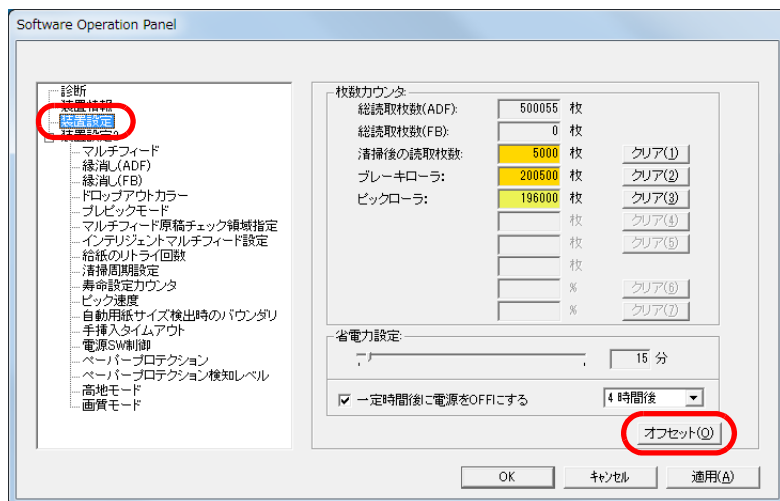 Software Operation Panel
診断
装置情報
装置設定
装置設定2
マルチフィード
縁消し(ADF)
縁消し(FB)
ドロップアウトカラー
プレピックモード
マルチフィード原稿チェック領域指定
インテリジェントマルチフィード設定
給紙のリトライ回数
清掃周期設定
寿命設定カウンタ
ピック速度
自動用紙サイズ検出時のバウンダリ
手挿入タイムアウト
電源SW制御
ペーパープロテクション
ペーパープロテクション検知レベル
高地モード
画質モード
枚数カウンタ:
総読取枚数(ADF): 500055 枚
総読取枚数(FB): 0 枚
清掃後の読取枚数: 5000 枚 クリア(1)
ブレーキローラ: 200500 枚 クリア(2)
ピックローラ: 196000 枚 クリア(3)
枚 クリア(4)
枚 クリア(5)
枚
% クリア(6)
% クリア(7)
省電力設定:
15 分
一定時間後に電源をOFFにする 4 時間後
オフセット(O)
OK キャンセル 適用(A)